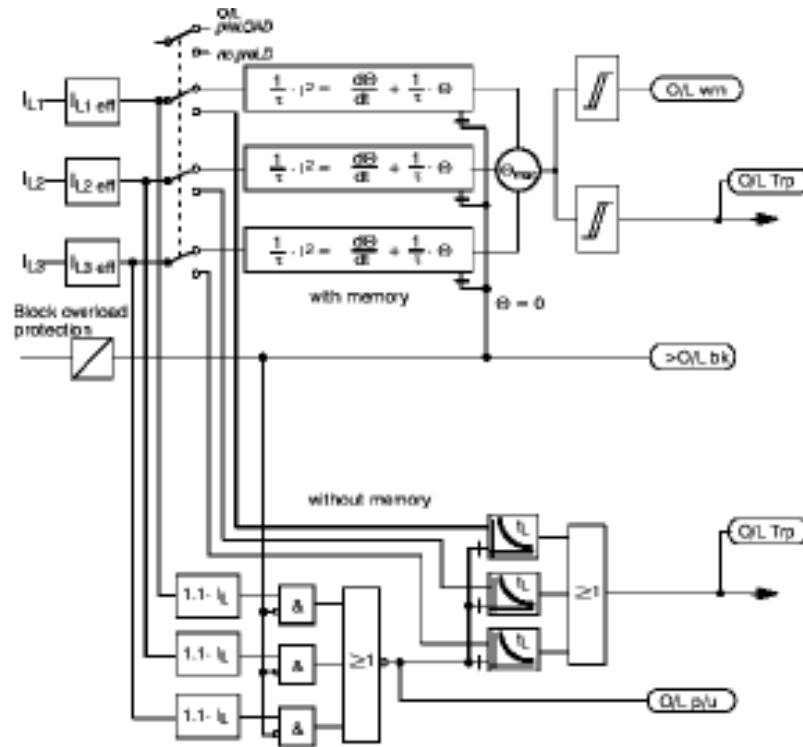 O/L
preLOAD
no preLD
IL1
IL1 eff
1/τ · I² = dΘ/dt + 1/τ · Θ
O/L wrn
IL2
IL2 eff
1/τ · I² = dΘ/dt + 1/τ · Θ
Θmax
O/L Trp
IL3
IL3 eff
1/τ · I² = dΘ/dt + 1/τ · Θ
with memory
Θ = 0
Block overload
protection
>O/L bk
without memory
tL
O/L Trp
1.1· IL
&
tL
≥1
1.1· IL
&
≥1
tL
1.1· IL
&
O/L p/u